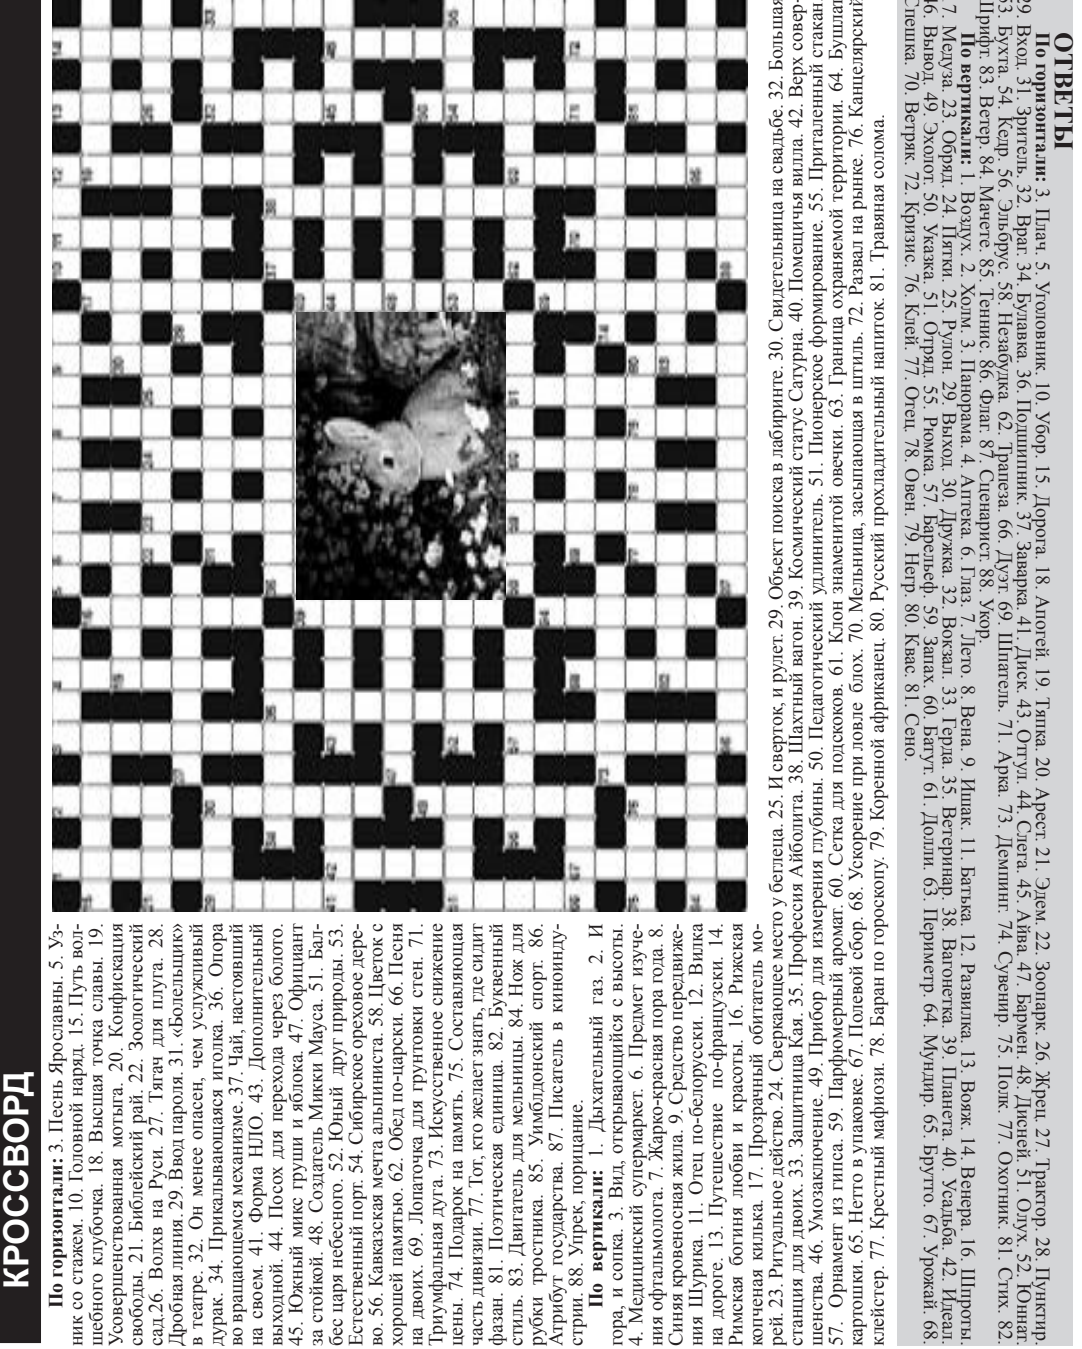 КРОССВОРД
По горизонтали: 3. Песнь Ярославны. 5. Уз-
ник со стажем. 10. Головной наряд. 15. Путь вол-
шебного клубочка. 18. Высшая точка славы. 19.
Усовершенствованная мотыга. 20. Конфискация
свободы. 21. Библейский рай. 22. Зоологический
сад.26. Волхв на Руси. 27. Тягач для плуга. 28.
Дробная линия. 29. Ввод пароля. 31. «Болельщик»
в театре. 32. Он менее опасен, чем услужливый
дурак. 34. Прикалывающаяся иголка. 36. Опора
во вращающемся механизме. 37. Чай, настоявший
на своем. 41. Форма НЛО. 43. Дополнительный
выходной. 44. Посох для перехода через болото.
45. Южный микс груши и яблока. 47. Официант
за стойкой. 48. Создатель Микки Мауса. 51. Бал-
бес царя небесного. 52. Юный друг природы. 53.
Естественный порт. 54. Сибирское ореховое дере-
во. 56. Кавказская мечта альпиниста. 58. Цветок с
хорошей памятью. 62. Обед по-царски. 66. Песня
на двоих. 69. Лопаточка для грунтовки стен. 71.
Триумфальная дуга. 73. Искусственное снижение
цены. 74. Подарок на память. 75. Составляющая
часть дивизии. 77. Тот, кто желает знать, где сидит
фазан. 81. Поэтическая единица. 82. Буквенный
стиль. 83. Двигатель для мельницы. 84. Нож для
рубки тростника. 85. Уимблдонский спорт. 86.
Атрибут государства. 87. Писатель в киноинду-
стрии. 88. Упрек, порицание.
По вертикали: 1. Дыхательный газ. 2. И
гора, и сопка. 3. Вид, открывающийся с высоты.
4. Медицинский супермаркет. 6. Предмет изуче-
ния офтальмолога. 7. Жарко-красная пора года. 8.
Синяя кровеносная жила. 9. Средство передвиже-
ния Шурика. 11. Отец по-белорусски. 12. Вилка
на дороге. 13. Путешествие по-французски. 14.
Римская богиня любви и красоты. 16. Рижская
копченая килька. 17. Прозрачный обитатель мо-
рей. 23. Ритуальное действо. 24. Сверкающее место у беглеца. 25. И сверток, и рулет. 29. Объект поиска в лабиринте. 30. Свидетельница на свадьбе. 32. Большая
станция для двоих. 33. Защитница Кая. 35. Профессия Айболита. 38. Шахтный вагон. 39. Космический статус Сатурна. 40. Помещичья вилла. 42. Верх совер-
шенства. 46. Умозаключение. 49. Прибор для измерения глубины. 50. Педагогический удлинитель. 51. Пионерское формирование. 55. Приталенный стакан.
57. Орнамент из гипса. 59. Парфюмерный аромат. 60. Сетка для подскоков. 61. Клон знаменитой овечки. 63. Граница охраняемой территории. 64. Бушлат
картошки. 65. Нетто в упаковке. 67. Полевой сбор. 68. Ускорение при ловле блох. 70. Мельница, засыпающая в штиль. 72. Развал на рынке. 76. Канцелярский
клейстер. 77. Крестный мафиози. 78. Баран по гороскопу. 79. Коренной африканец. 80. Русский прохладительный напиток. 81. Травяная солома.
ОТВЕТЫ
По горизонтали: 3. Плач. 5. Уголовник. 10. Убор. 15. Дорога. 18. Апогей. 19. Тяпка. 20. Арест. 21. Эдем. 22. Зоопарк. 26. Жрец. 27. Трактор. 28. Пунктир.
29. Вход. 31. Зритель. 32. Враг. 34. Булавка. 36. Подшипник. 37. Заварка. 41. Диск. 43. Отгул. 44. Слега. 45. Айва. 47. Бармен. 48. Дисней. 51. Олух. 52. Юннат.
53. Бухта. 54. Кедр. 56. Эльбрус. 58. Незабудка. 62. Трапеза. 66. Дуэт. 69. Шпатель. 71. Арка. 73. Демпинг. 74. Сувенир. 75. Полк. 77. Охотник. 81. Стих. 82.
Шрифт. 83. Ветер. 84. Мачете. 85. Теннис. 86. Флаг. 87. Сценарист. 88. Укор.
По вертикали: 1. Воздух. 2. Холм. 3. Панорама. 4. Аптека. 6. Глаз. 7. Лето. 8. Вена. 9. Ишак. 11. Батька. 12. Развилка. 13. Вояж. 14. Венера. 16. Шпроты.
17. Медуза. 23. Обряд. 24. Пятки. 25. Рулон. 29. Выход. 30. Дружка. 32. Вокзал. 33. Герда. 35. Ветеринар. 38. Вагонетка. 39. Планета. 40. Усадьба. 42. Идеал.
46. Вывод. 49. Эхолот. 50. Указка. 51. Отряд. 55. Рюмка. 57. Барельеф. 59. Запах. 60. Батут. 61. Долли. 63. Периметр. 64. Мундир. 65. Брутто. 67. Урожай. 68.
Спешка. 70. Ветряк. 72. Кризис. 76. Клей. 77. Отец. 78. Овен. 79. Негр. 80. Квас. 81. Сено.